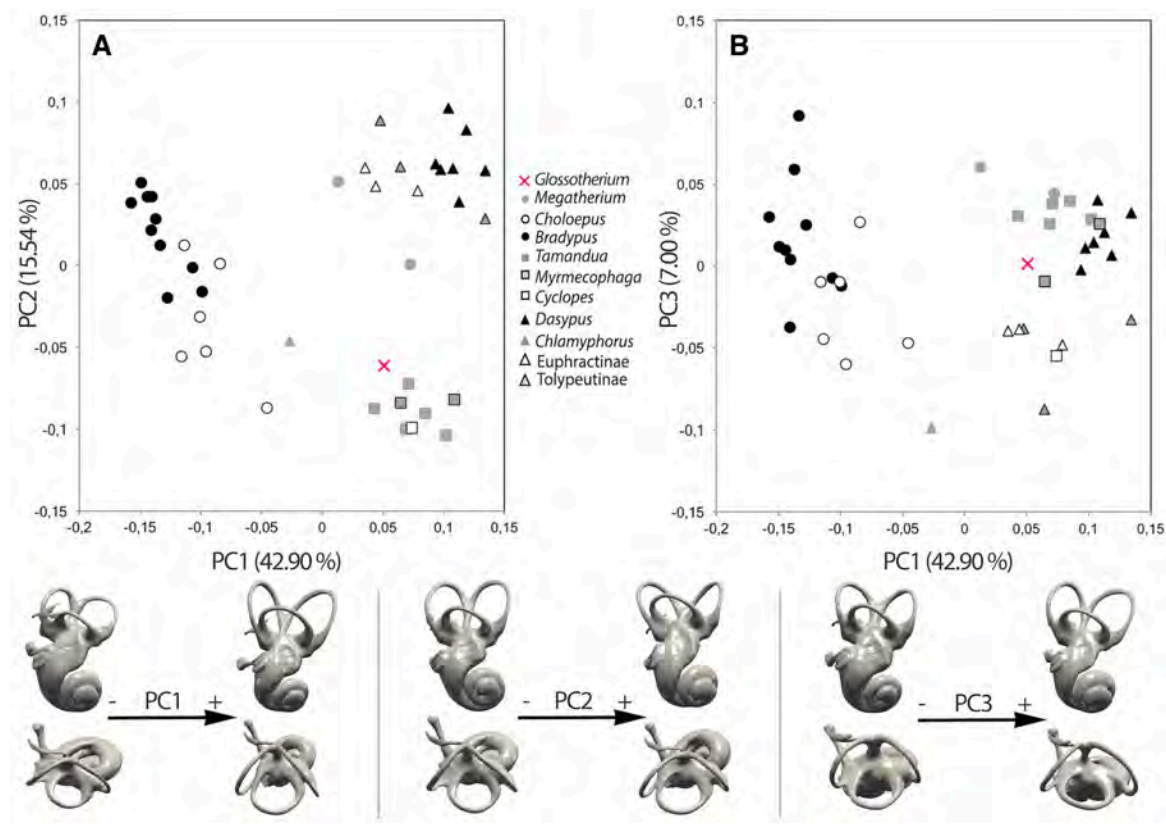 A
0,15
0,1
0,05
0
-0,05
-0,1
-0,15
PC2 (15.54 %)
-0,2
-0,15
-0,1
-0,05
0
0,05
0,1
0,15
PC1 (42.90 %)
Glossotherium
Megatherium
Choloepus
Bradypus
Tamandua
Myrmecophaga
Cyclopes
Dasypus
Chlamyphorus
Euphractinae
Tolypeutinae
B
0,15
0,1
0,05
0
-0,05
-0,1
-0,15
PC3 (7.00 %)
-0,2
-0,15
-0,1
-0,05
0
0,05
0,1
0,15
PC1 (42.90 %)
- PC1 +
- PC2 +
- PC3 +